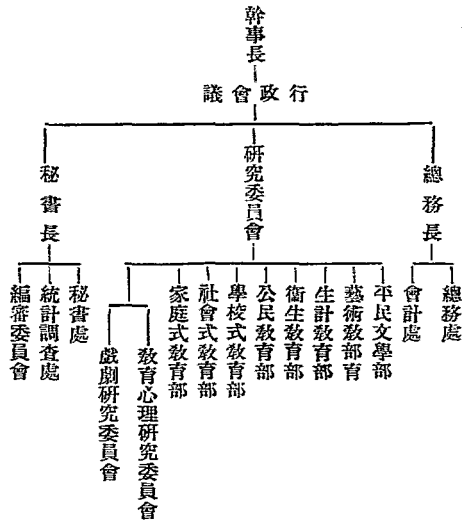 幹事長
行政會議
總務長
研究委員會
秘書長
總務處
會計處
平民文學部
藝術教部育
生計教育部
衛生教育部
公民教育部
學校式教育部
社會式教育部
家庭式教育部
教育心理研究委員會
戲劇研究委員會
秘書處
統計調查處
編審委員會